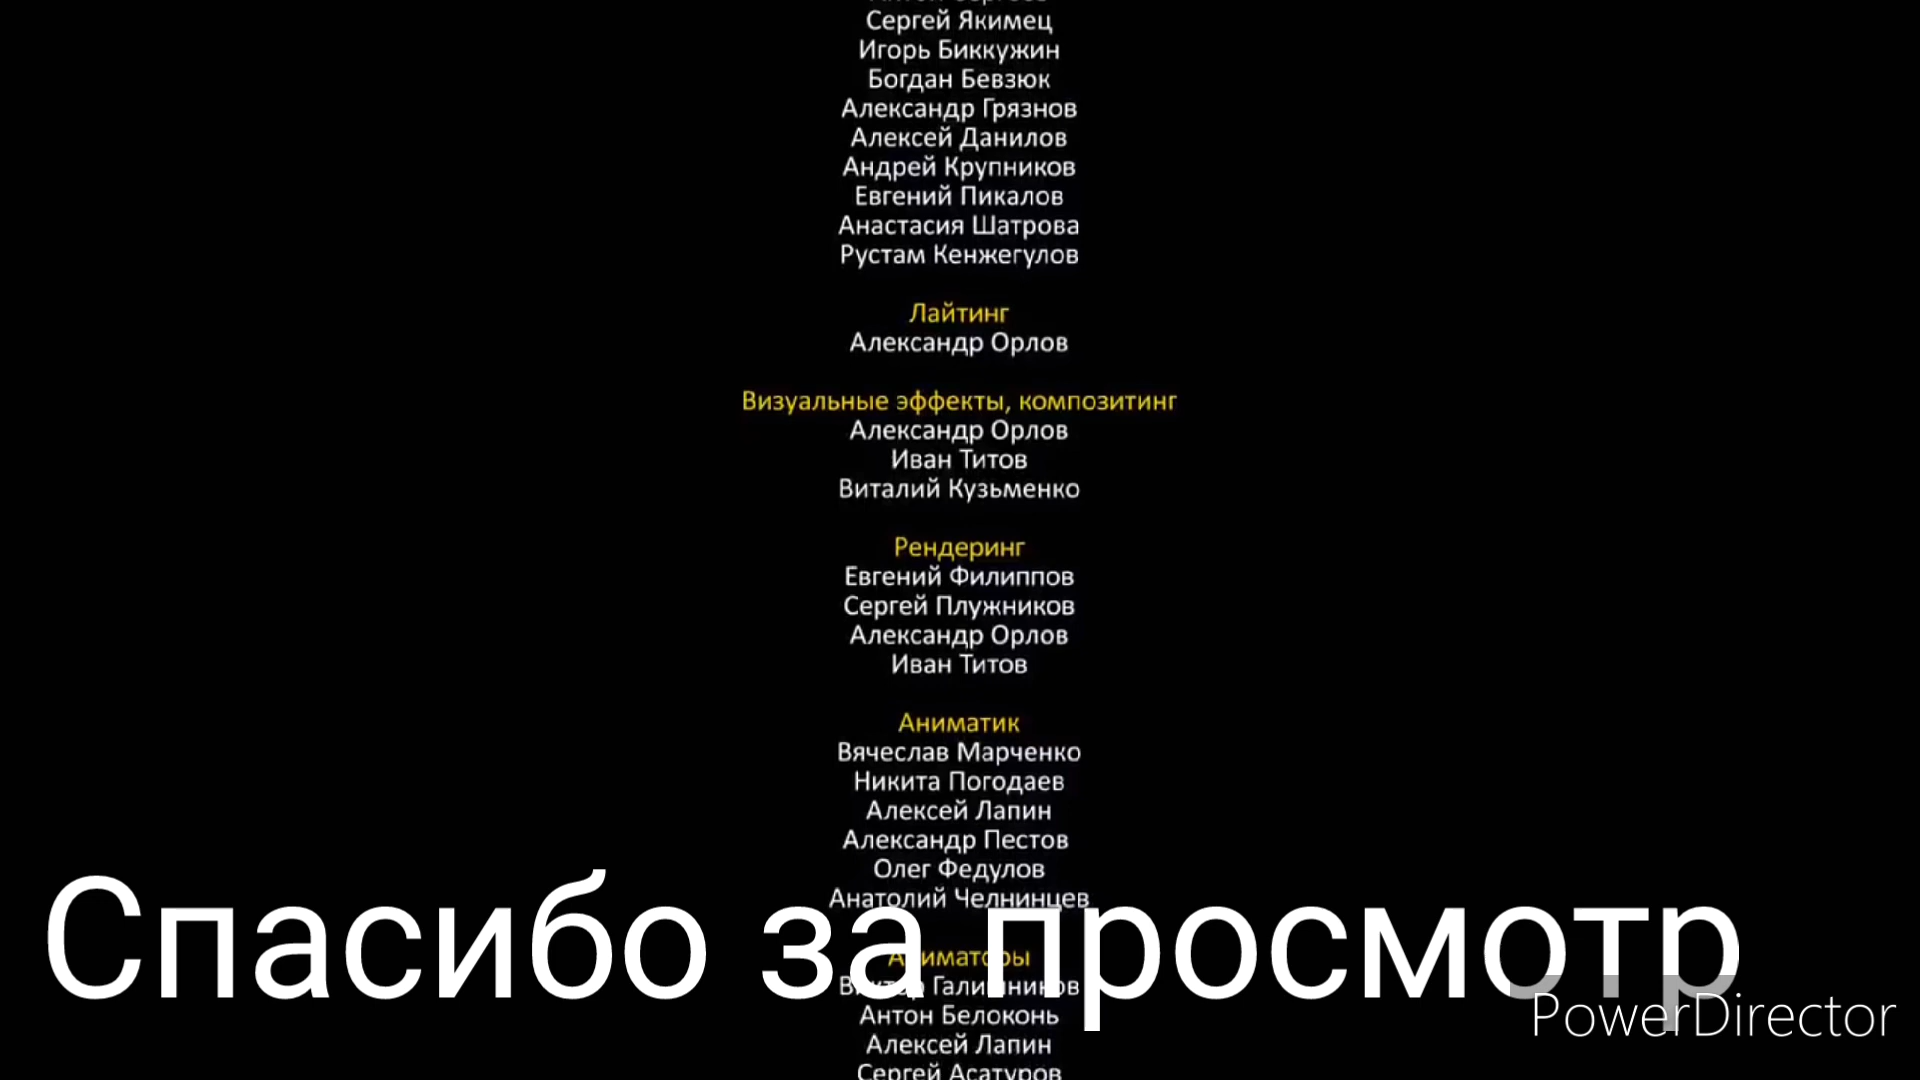 Сергей Якимец
Игорь Биккужин
Богдан Бевзюк
Александр Грязнов
Алексей Данилов
Андрей Крупников
Евгений Пикалов
Анастасия Шатрова
Рустам Кенжегулов
Лайтинг
Александр Орлов
Визуальные эффекты, композитинг
Александр Орлов
Иван Титов
Виталий Кузьменко
Рендеринг
Евгений Филиппов
Сергей Плужников
Александр Орлов
Иван Титов
Аниматик
Вячеслав Марченко
Никита Погодаев
Алексей Лапин
Александр Пестов
Олег Федулов
Анатолий Челнинцев
Спасибо за просмотр
Аниматоры
Виктор Галишников
Антон Белоконь
PowerDirector
Алексей Лапин
Сергей Асатуров